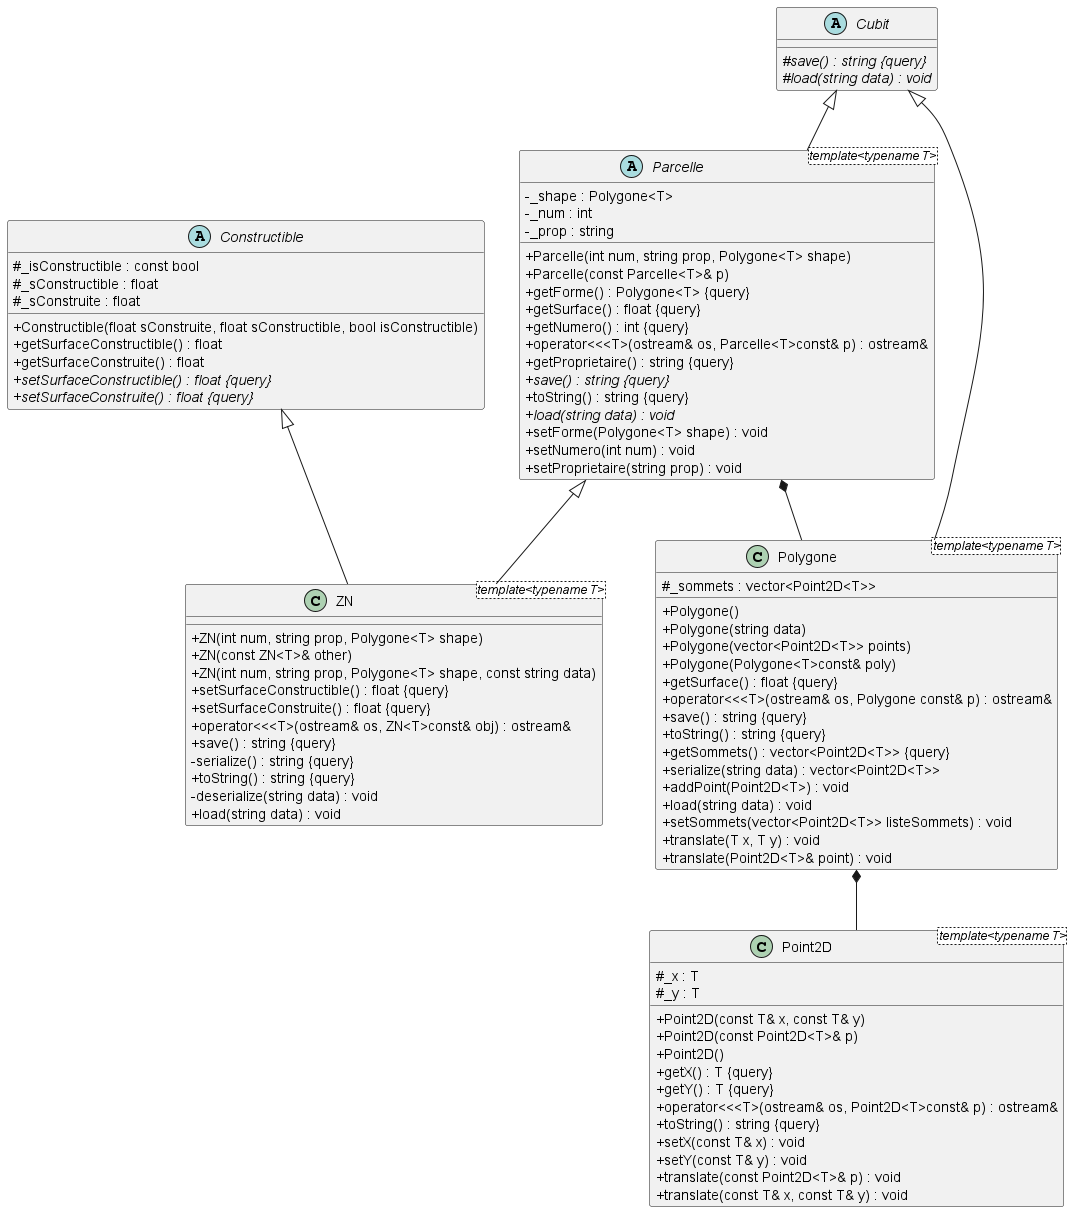 A Cubit
#save() : string {query}
#load(string data) : void
A Parcelle
template<typename T>
-_shape : Polygone<T>
-_num : int
-_prop : string
+Parcelle(int num, string prop, Polygone<T> shape)
+Parcelle(const Parcelle<T>& p)
+getForme() : Polygone<T> {query}
+getSurface() : float {query}
+getNumero() : int {query}
+operator<<<T>(ostream& os, Parcelle<T>const& p) : ostream&
+getProprietaire() : string {query}
+save() : string {query}
+toString() : string {query}
+load(string data) : void
+setForme(Polygone<T> shape) : void
+setNumero(int num) : void
+setProprietaire(string prop) : void
A Constructible
#_isConstructible : const bool
#_sConstructible : float
#_sConstruite : float
+Constructible(float sConstruite, float sConstructible, bool isConstructible)
+getSurfaceConstructible() : float
+getSurfaceConstruite() : float
+setSurfaceConstructible() : float {query}
+setSurfaceConstruite() : float {query}
C ZN
template<typename T>
+ZN(int num, string prop, Polygone<T> shape)
+ZN(const ZN<T>& other)
+ZN(int num, string prop, Polygone<T> shape, const string data)
+setSurfaceConstructible() : float {query}
+setSurfaceConstruite() : float {query}
+operator<<<T>(ostream& os, ZN<T>const& obj) : ostream&
+save() : string {query}
-serialize() : string {query}
+toString() : string {query}
-deserialize(string data) : void
+load(string data) : void
C Polygone
template<typename T>
#_sommets : vector<Point2D<T>>
+Polygone()
+Polygone(string data)
+Polygone(vector<Point2D<T>> points)
+Polygone(Polygone<T>const& poly)
+getSurface() : float {query}
+operator<<<T>(ostream& os, Polygone const& p) : ostream&
+save() : string {query}
+toString() : string {query}
+getSommets() : vector<Point2D<T>> {query}
+serialize(string data) : vector<Point2D<T>>
+addPoint(Point2D<T>) : void
+load(string data) : void
+setSommets(vector<Point2D<T>> listeSommets) : void
+translate(T x, T y) : void
+translate(Point2D<T>& point) : void
C Point2D
template<typename T>
#_x : T
#_y : T
+Point2D(const T& x, const T& y)
+Point2D(const Point2D<T>& p)
+Point2D()
+getX() : T {query}
+getY() : T {query}
+operator<<<T>(ostream& os, Point2D<T>const& p) : ostream&
+toString() : string {query}
+setX(const T& x) : void
+setY(const T& y) : void
+translate(const Point2D<T>& p) : void
+translate(const T& x, const T& y) : void